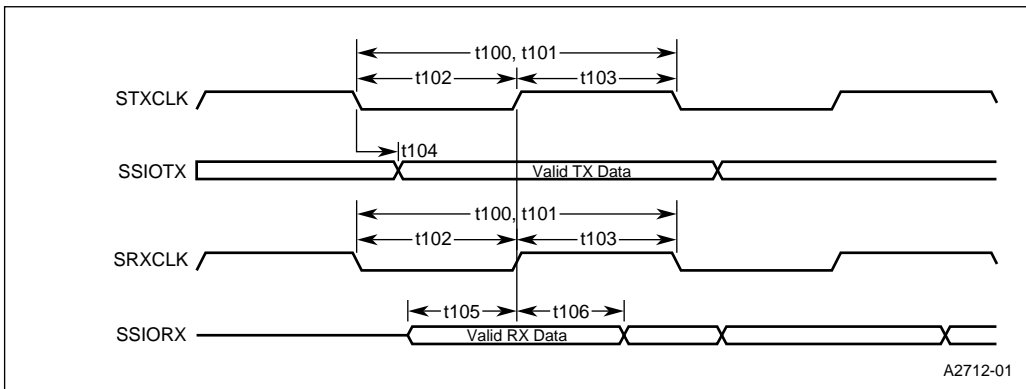 t100, t101
t102 t103
STXCLK
t104
SSIOTX Valid TX Data
t100, t101
t102 t103
SRXCLK
t105 t106
SSIORX Valid RX Data
A2712-01